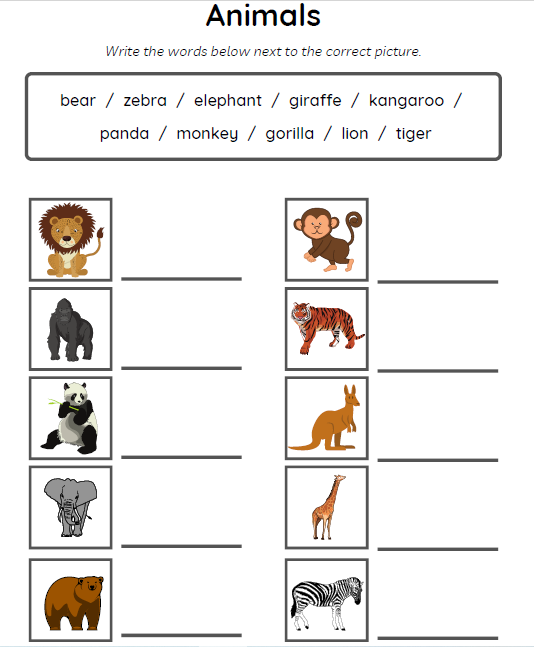 Animals
Write the words below next to the correct picture.
bear / zebra / elephant / giraffe / kangaroo /
panda / monkey / gorilla / lion / tiger